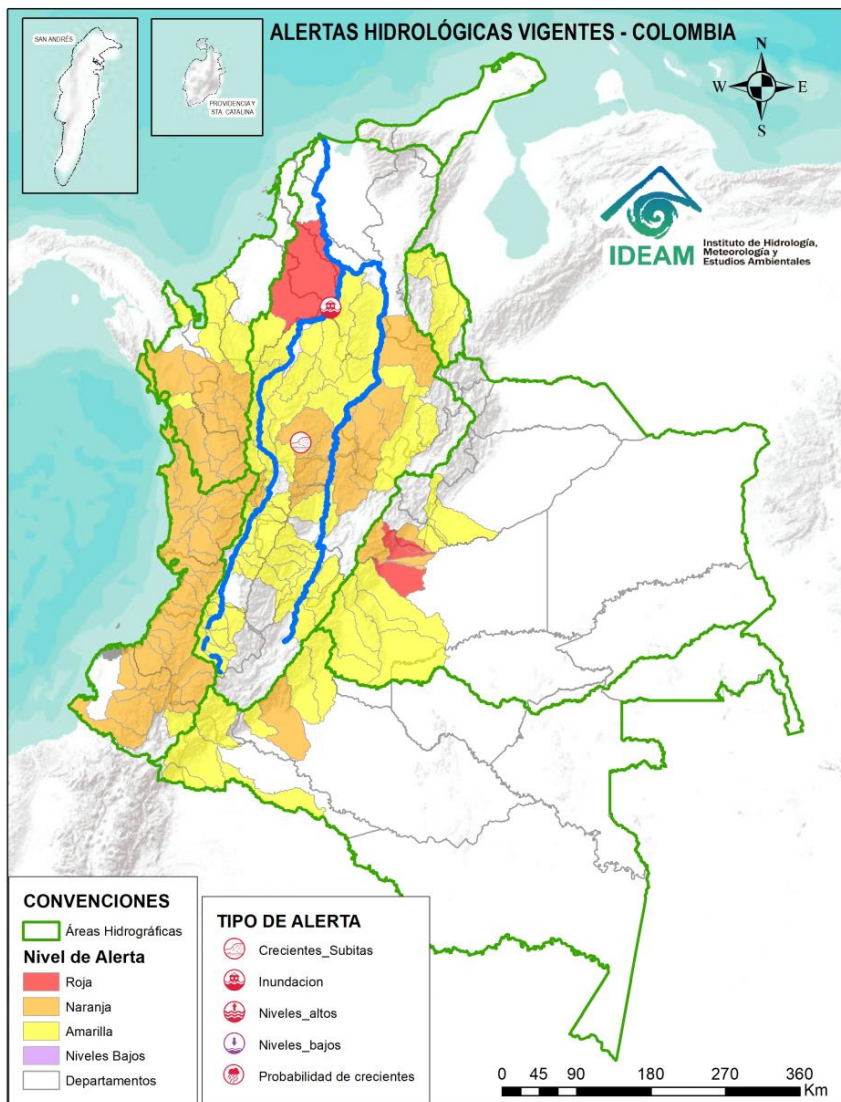 ALERTAS HIDROLÓGICAS VIGENTES - COLOMBIA
SAN ANDRÉS
PROVIDENCIA Y
STA. CATALINA
N
W
E
S
IDEAM
Instituto de Hidrología,
Meteorología y
Estudios Ambientales
CONVENCIONES
Áreas Hidrográficas
Nivel de Alerta
Roja
Naranja
Amarilla
Niveles Bajos
Departamentos
TIPO DE ALERTA
Crecientes_Subitas
Inundacion
Niveles_altos
Niveles_bajos
Probabilidad de crecientes
0 45 90 180 270 360
Km